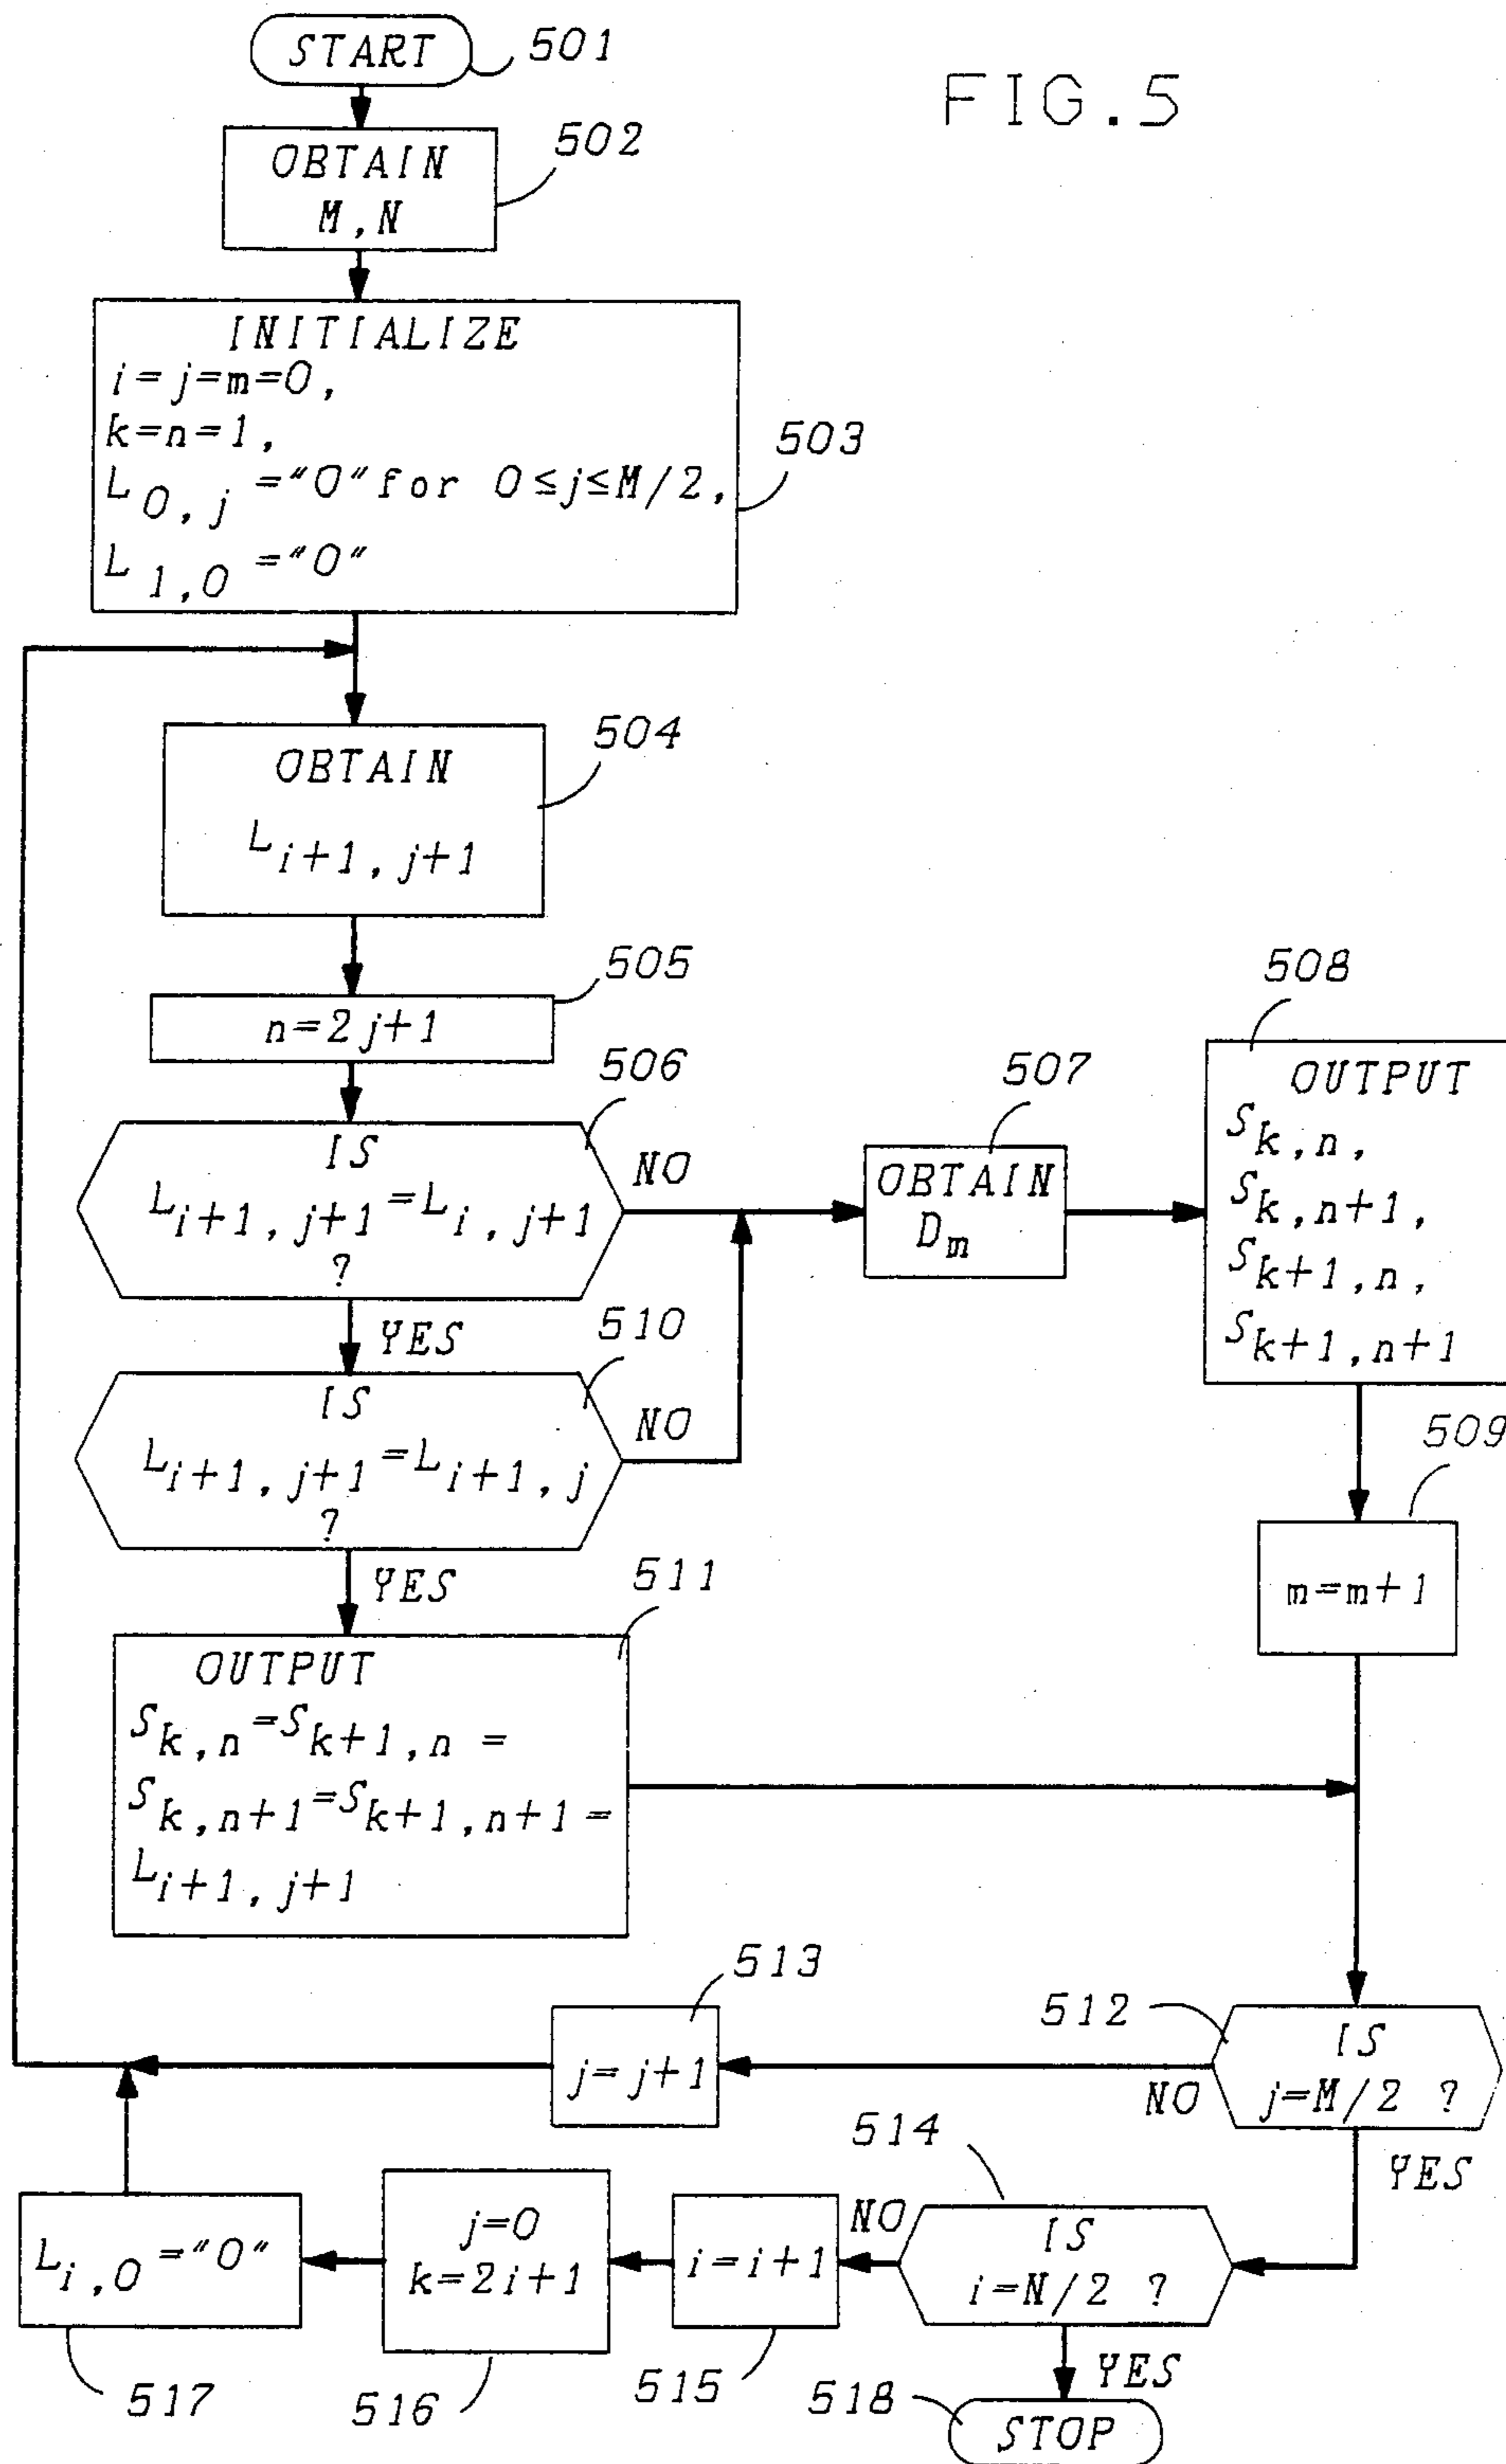 START
501
FIG.5
OBTAIN
M,N
502
INITIALIZE
i=j=m=0,
k=n=1,
L0,j="0"for 0≤j≤M/2,
L1,0="0"
503
OBTAIN
Li+1,j+1
504
n=2j+1
505
IS
Li+1,j+1=Li,j+1
?
506
NO
YES
OBTAIN
Dm
507
OUTPUT
Sk,n,
Sk,n+1,
Sk+1,n,
Sk+1,n+1
508
IS
Li+1,j+1=Li+1,j
?
510
NO
YES
m=m+1
509
OUTPUT
Sk,n=Sk+1,n=
Sk,n+1=Sk+1,n+1=
Li+1,j+1
511
IS
j=M/2 ?
512
NO
YES
j=j+1
513
IS
i=N/2 ?
514
NO
YES
i=i+1
515
j=0
k=2i+1
516
Li,0="0"
517
STOP
518